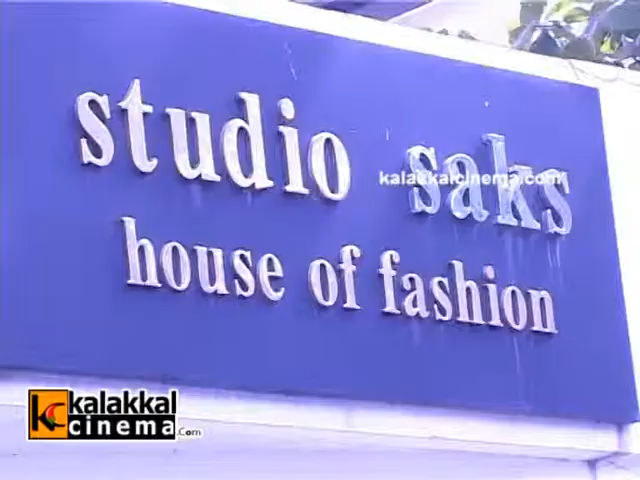 studio saks
kalakkalcinema.com
house of fashion
kalakkal
cinema.com